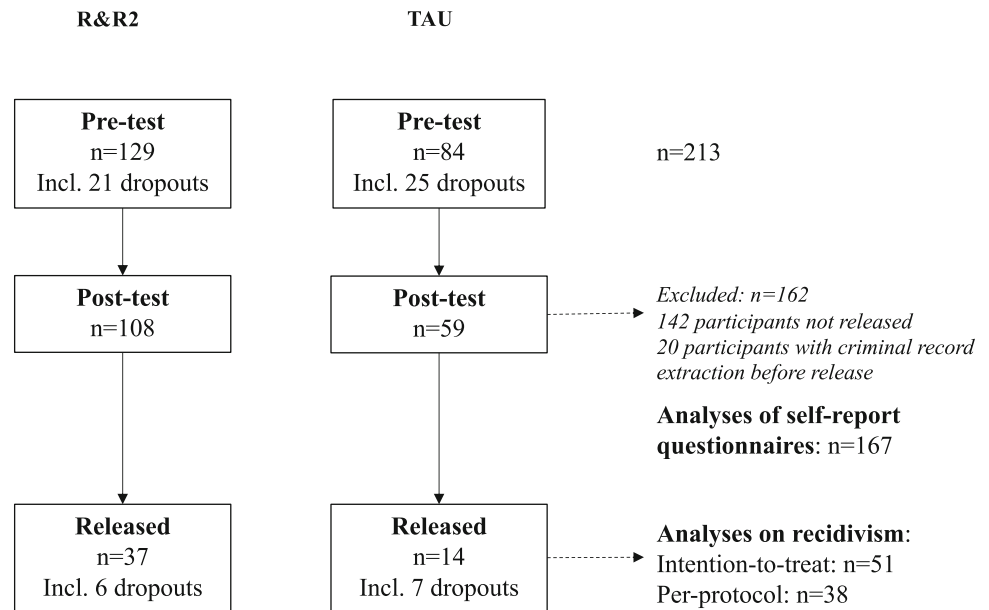 R&R2
TAU
Pre-test
n=129
Incl. 21 dropouts
Pre-test
n=84
Incl. 25 dropouts
n=213
Post-test
n=108
Post-test
n=59
Excluded: n=162
142 participants not released
20 participants with criminal record
extraction before release
Analyses of self-report
questionnaires: n=167
Released
n=37
Incl. 6 dropouts
Released
n=14
Incl. 7 dropouts
Analyses on recidivism:
Intention-to-treat: n=51
Per-protocol: n=38